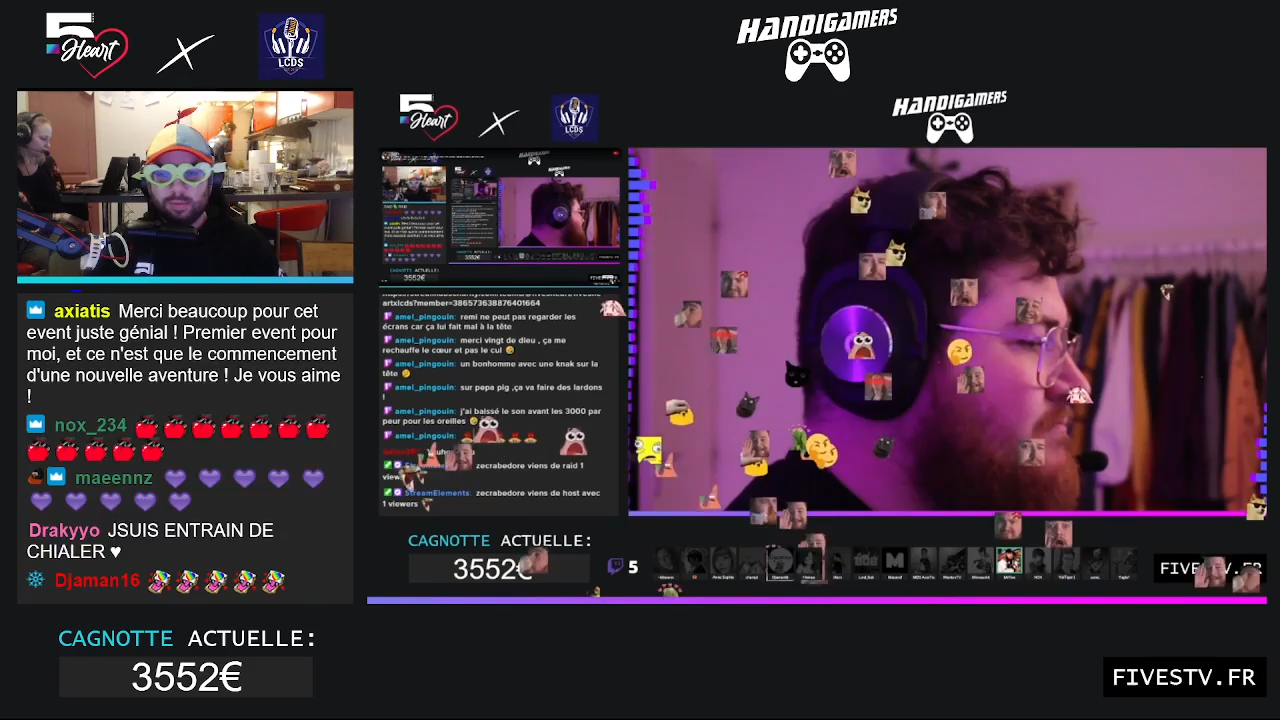 5
Heart
LCDS
HANDIGAMERS
5
Heart
LCDS
HANDIGAMERS
axiatis Merci beaucoup pour cet
event juste génial ! Premier event pour
moi, et ce n'est que le commencement
d'une nouvelle aventure ! Je vous aime
!
nox_234
maeennz
Drakyyo JSUIS ENTRAIN DE
CHIALER ♥
Djaman16
CAGNOTTE ACTUELLE:
3552€
artxlcds?member=386573638876401664
amel_pingouin: remi ne peut pas regarder les
écrans car ça lui fait mal à la tête
amel_pingouin: merci vingt de dieu , ça me
rechauffe le cœur et pas le cul
amel_pingouin: un bonhomme avec une knak sur la
tête
amel_pingouin: sur pepa pig ,ça va faire des lardons
!
amel_pingouin: j'ai baissé le son avant les 3000 par
peur pour les oreilles
amel_pingouin:
zecrabedore viens de raid 1
StreamElements: zecrabedore viens de host avec
1 viewers
CAGNOTTE ACTUELLE:
3552€
5
CAGNOTTE ACTUELLE:
3552€
FIVESTV.FR